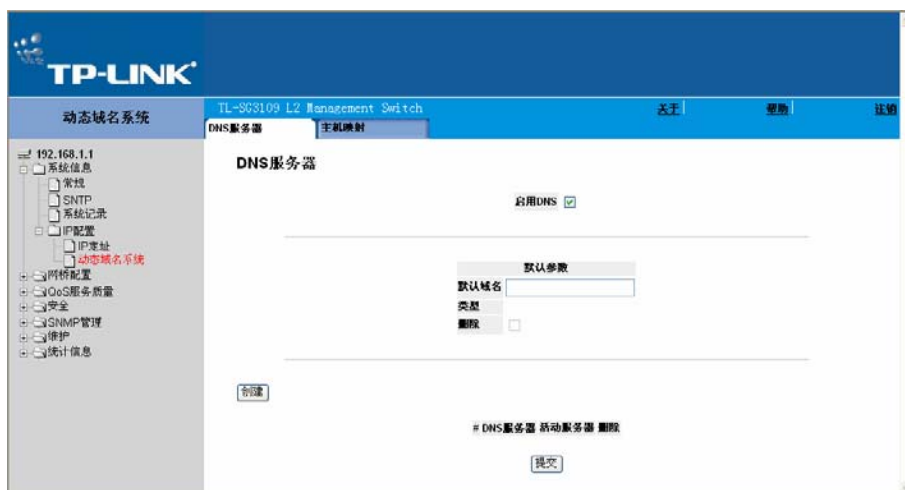 TP-LINK
动态域名系统
TL-SG3109 L2 Management Switch
关于
帮助
注销
DNS服务器
主机映射
192.168.1.1
系统信息
常规
SNTP
系统记录
IP配置
IP定址
动态域名系统
网桥配置
QoS服务质量
安全
SNMP管理
维护
统计信息
DNS服务器
启用DNS
默认参数
默认域名
类型
删除
创建
# DNS服务器 活动服务器 删除
提交